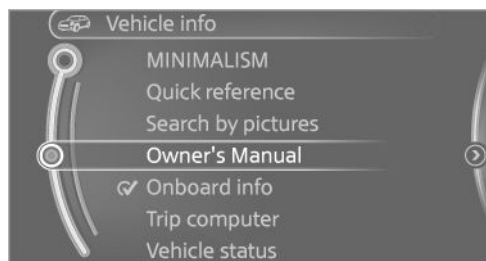 Vehicle info
MINIMALISM
Quick reference
Search by pictures
Owner's Manual
Onboard info
Trip computer
Vehicle status